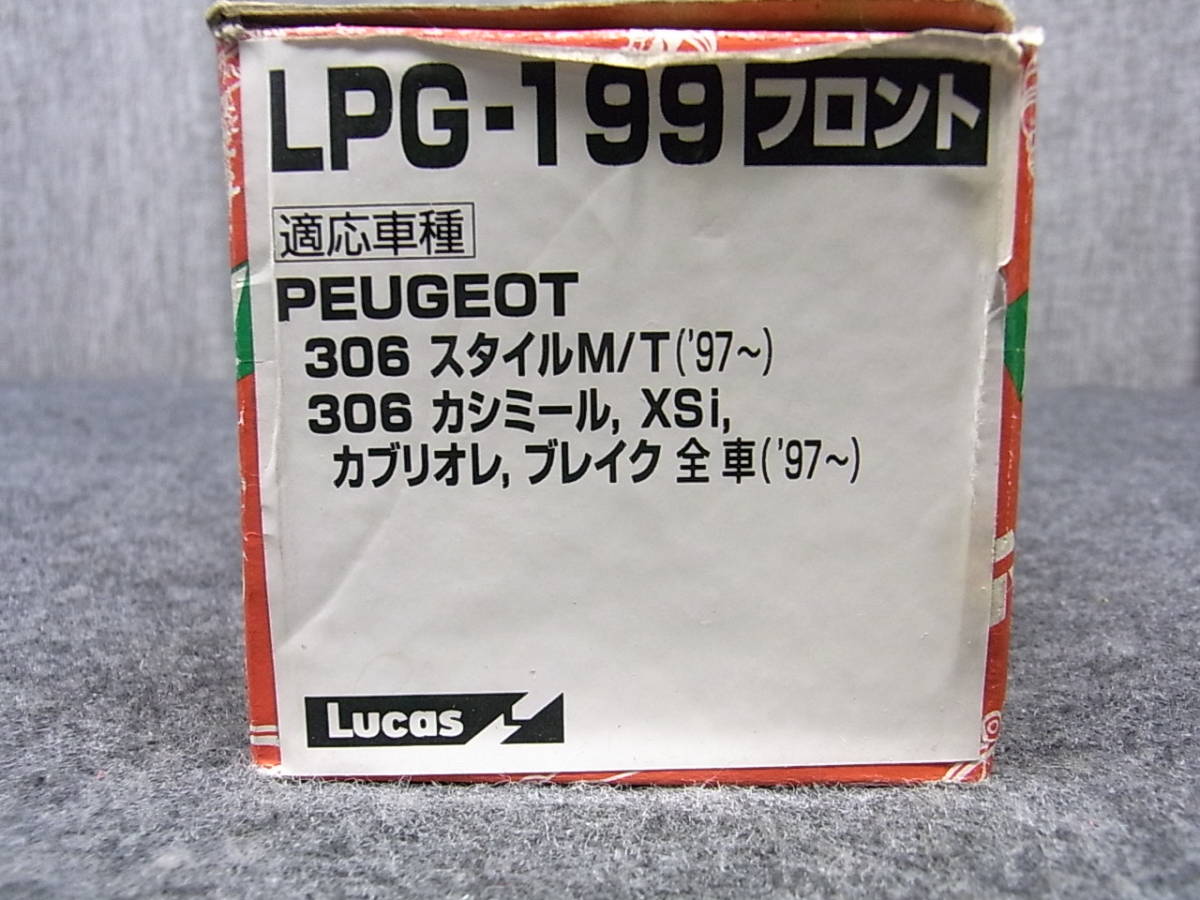 LPG-199 フロント
適応車種
PEUGEOT
306 スタイルM/T('97～)
306 カシミール, XSi,
カブリオレ, ブレイク 全車('97～)
Lucas